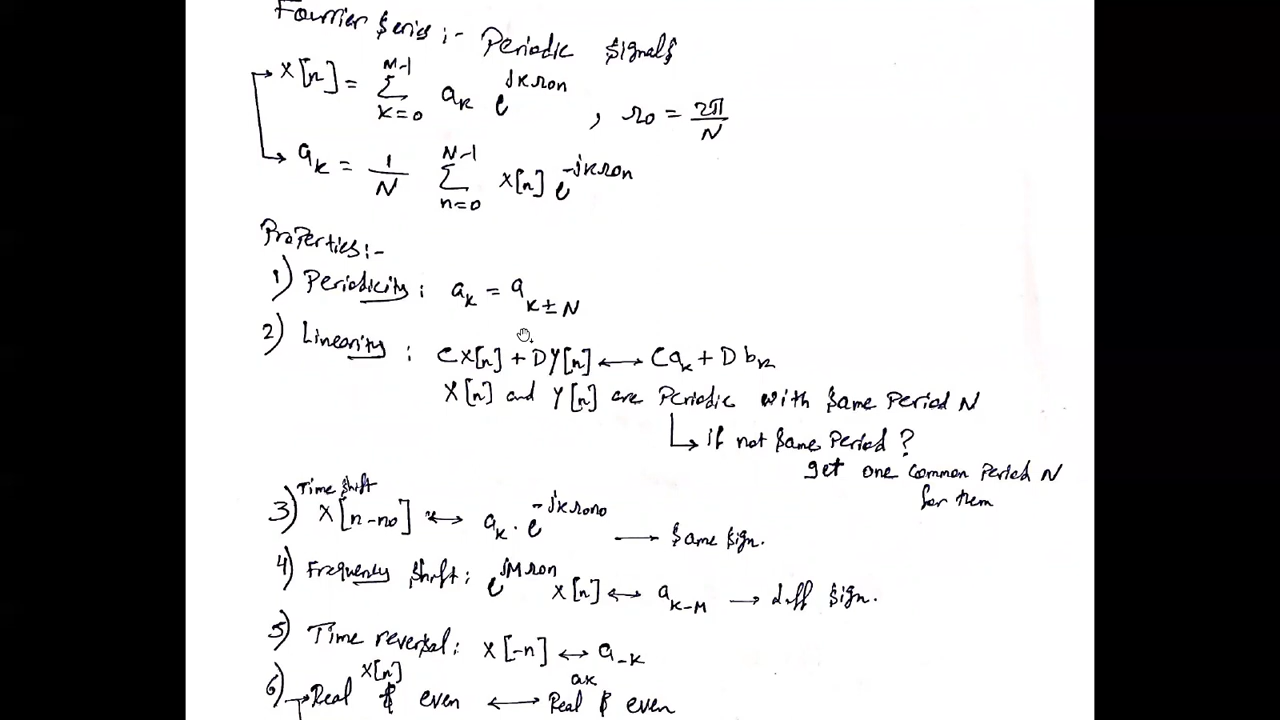 Fourrier Series :- Periodic Signals
x[n] = Σ_{k=0}^{M-1} a_k e^{jkΩ0n} , Ω0 = 2π/N
a_k = 1/N Σ_{n=0}^{N-1} x[n] e^{-jkΩ0n}
Properties :-
1) Periodicity : a_k = a_{k±N}
2) Linearity : Cx[n] + Dy[n] ⟷ Ca_k + Db_k
x[n] and y[n] are Periodic with Same Period N
↳ if not Same Period ?
get one common Period N
for them
3) Time Shift x[n-n0] ⟷ a_k . e^{-jkΩ0n0} → Same Sign.
4) Frequency Shift : e^{jMΩ0n} x[n] ⟷ a_{k-M} → diff Sign.
5) Time reversal : x[-n] ⟷ a_{-k}
x[n] a_k
6) → Real & even ⟷ Real & even